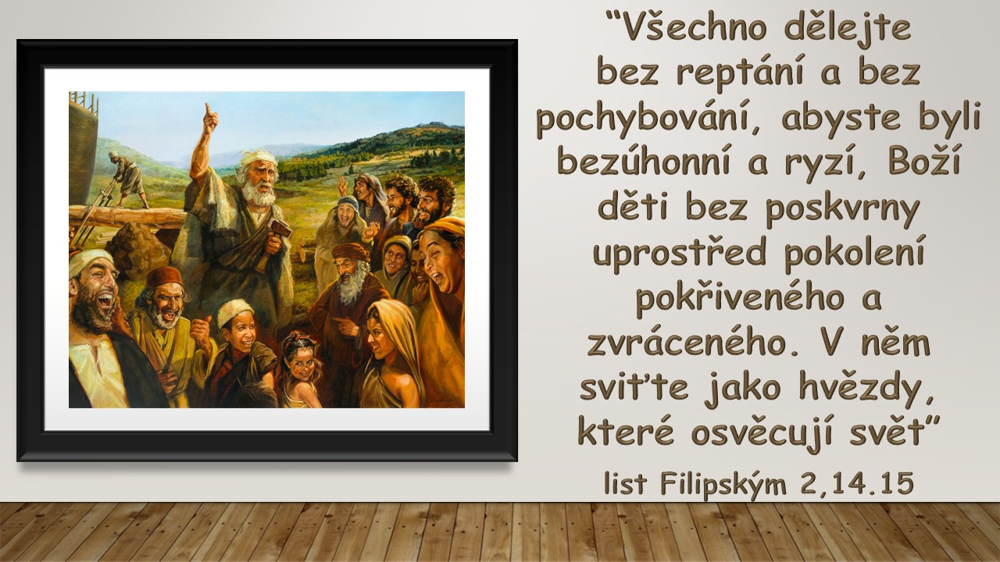 “Všechno dělejte
bez reptání a bez
pochybování, abyste byli
bezúhonní a ryzí, Boží
děti bez poskvrny
uprostřed pokolení
pokřiveného a
zvráceného. V něm
sviťte jako hvězdy,
které osvěcují svět”
list Filipským 2,14.15